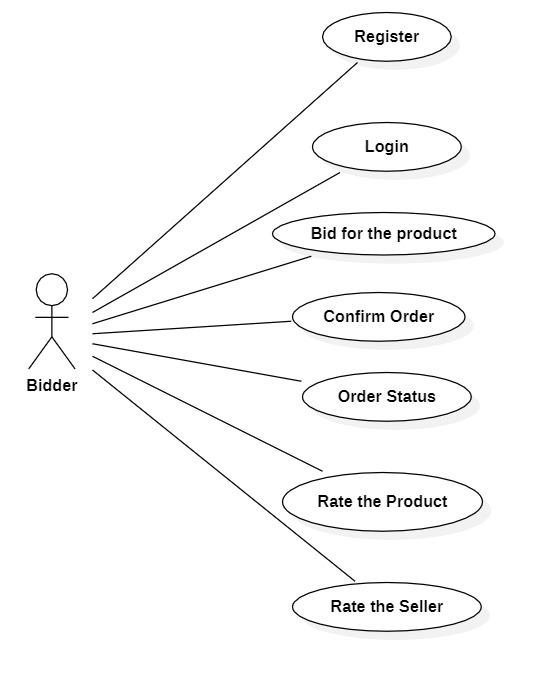 Register
Login
Bid for the product
Confirm Order
Bidder
Order Status
Rate the Product
Rate the Seller